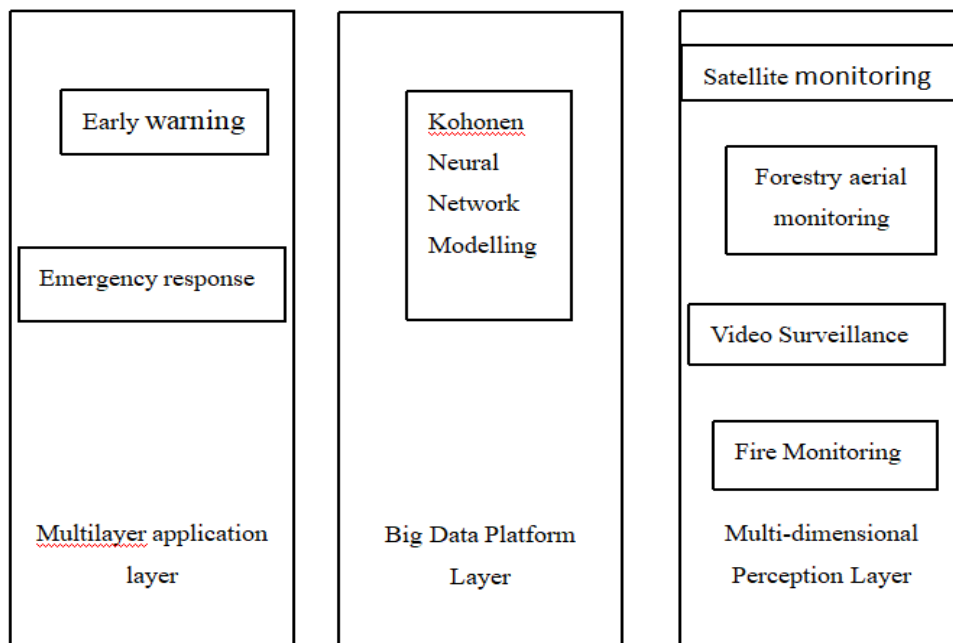 Early warning
Emergency response
Multilayer application
layer
Kohonen
Neural
Network
Modelling
Big Data Platform
Layer
Satellite monitoring
Forestry aerial
monitoring
Video Surveillance
Fire Monitoring
Multi-dimensional
Perception Layer